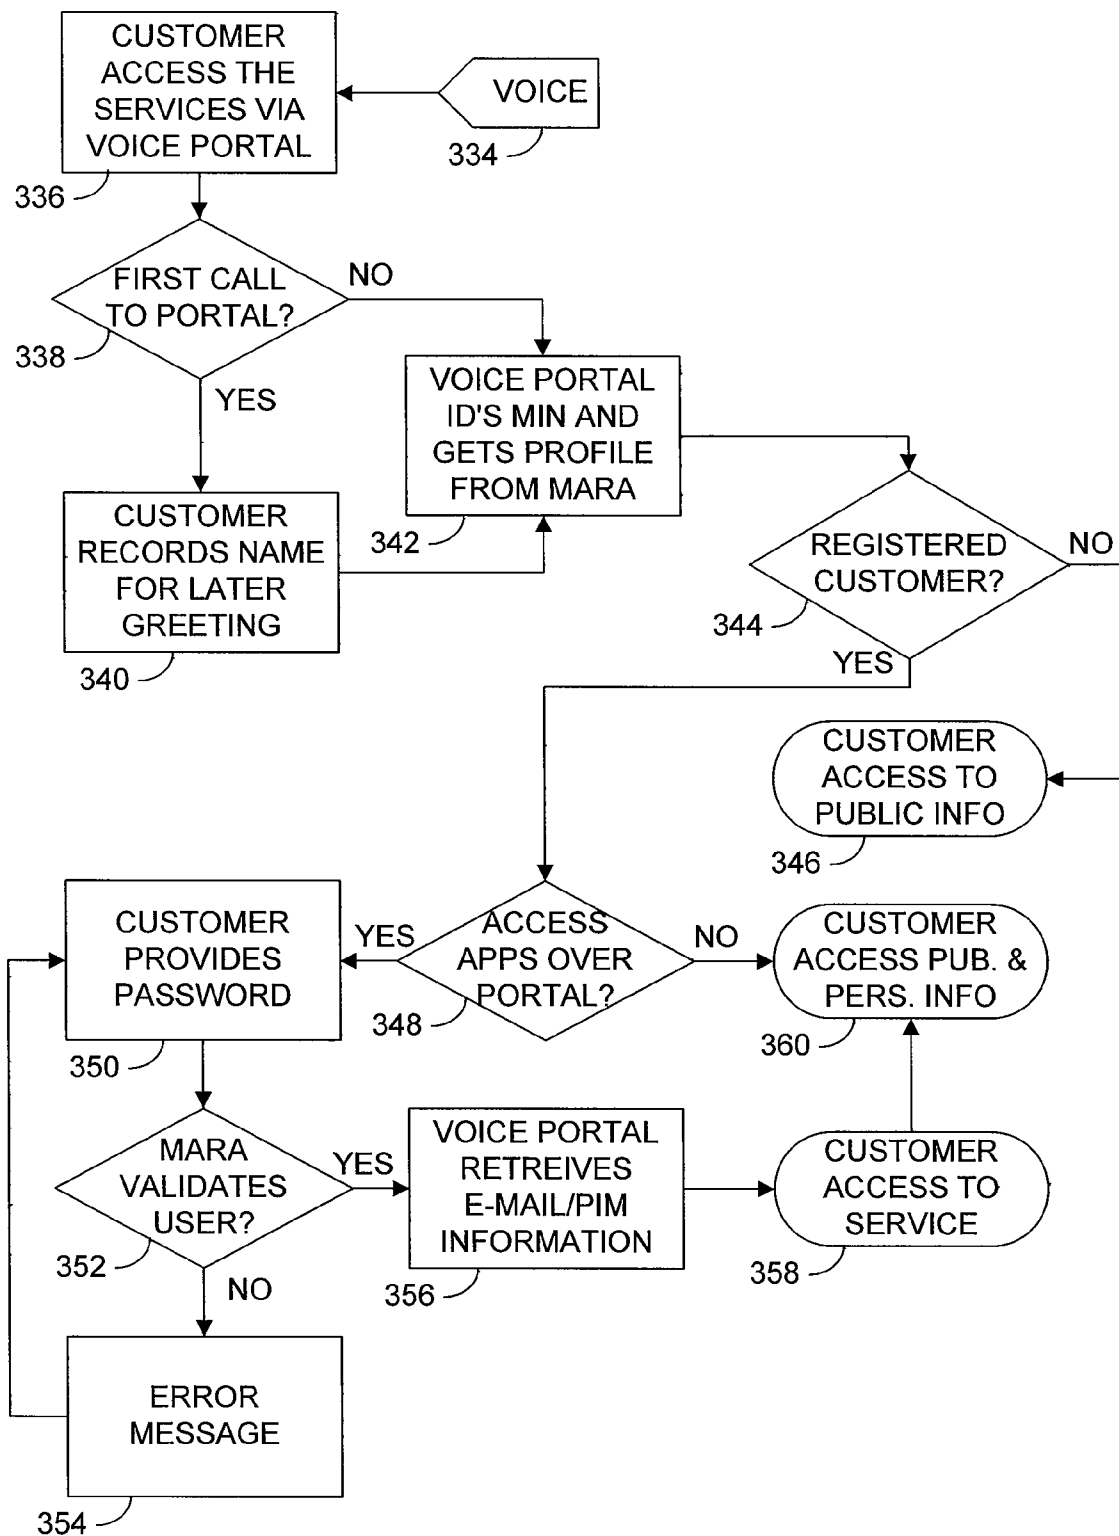 CUSTOMER
ACCESS THE
SERVICES VIA
VOICE PORTAL
336
VOICE
334
FIRST CALL
TO PORTAL?
338
NO
YES
CUSTOMER
RECORDS NAME
FOR LATER
GREETING
340
VOICE PORTAL
ID'S MIN AND
GETS PROFILE
FROM MARA
342
REGISTERED
CUSTOMER?
344
NO
YES
CUSTOMER
ACCESS TO
PUBLIC INFO
346
ACCESS
APPS OVER
PORTAL?
348
YES
NO
CUSTOMER
ACCESS PUB. &
PERS. INFO
360
CUSTOMER
PROVIDES
PASSWORD
350
MARA
VALIDATES
USER?
352
YES
NO
VOICE PORTAL
RETREIVES
E-MAIL/PIM
INFORMATION
356
CUSTOMER
ACCESS TO
SERVICE
358
ERROR
MESSAGE
354